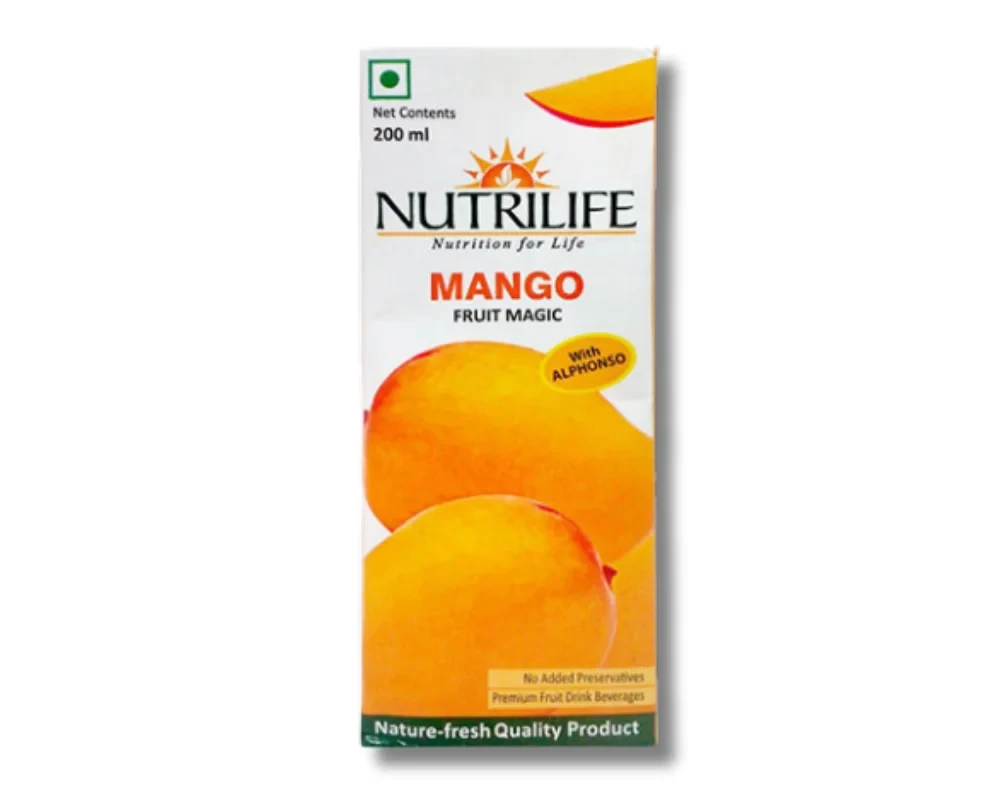 Net Contents
200 ml
NUTRILIFE
Nutrition for Life
MANGO
FRUIT MAGIC
With
ALPHONSO
No Added Preservatives
Premium Fruit Drink Beverages
Nature-fresh Quality Product